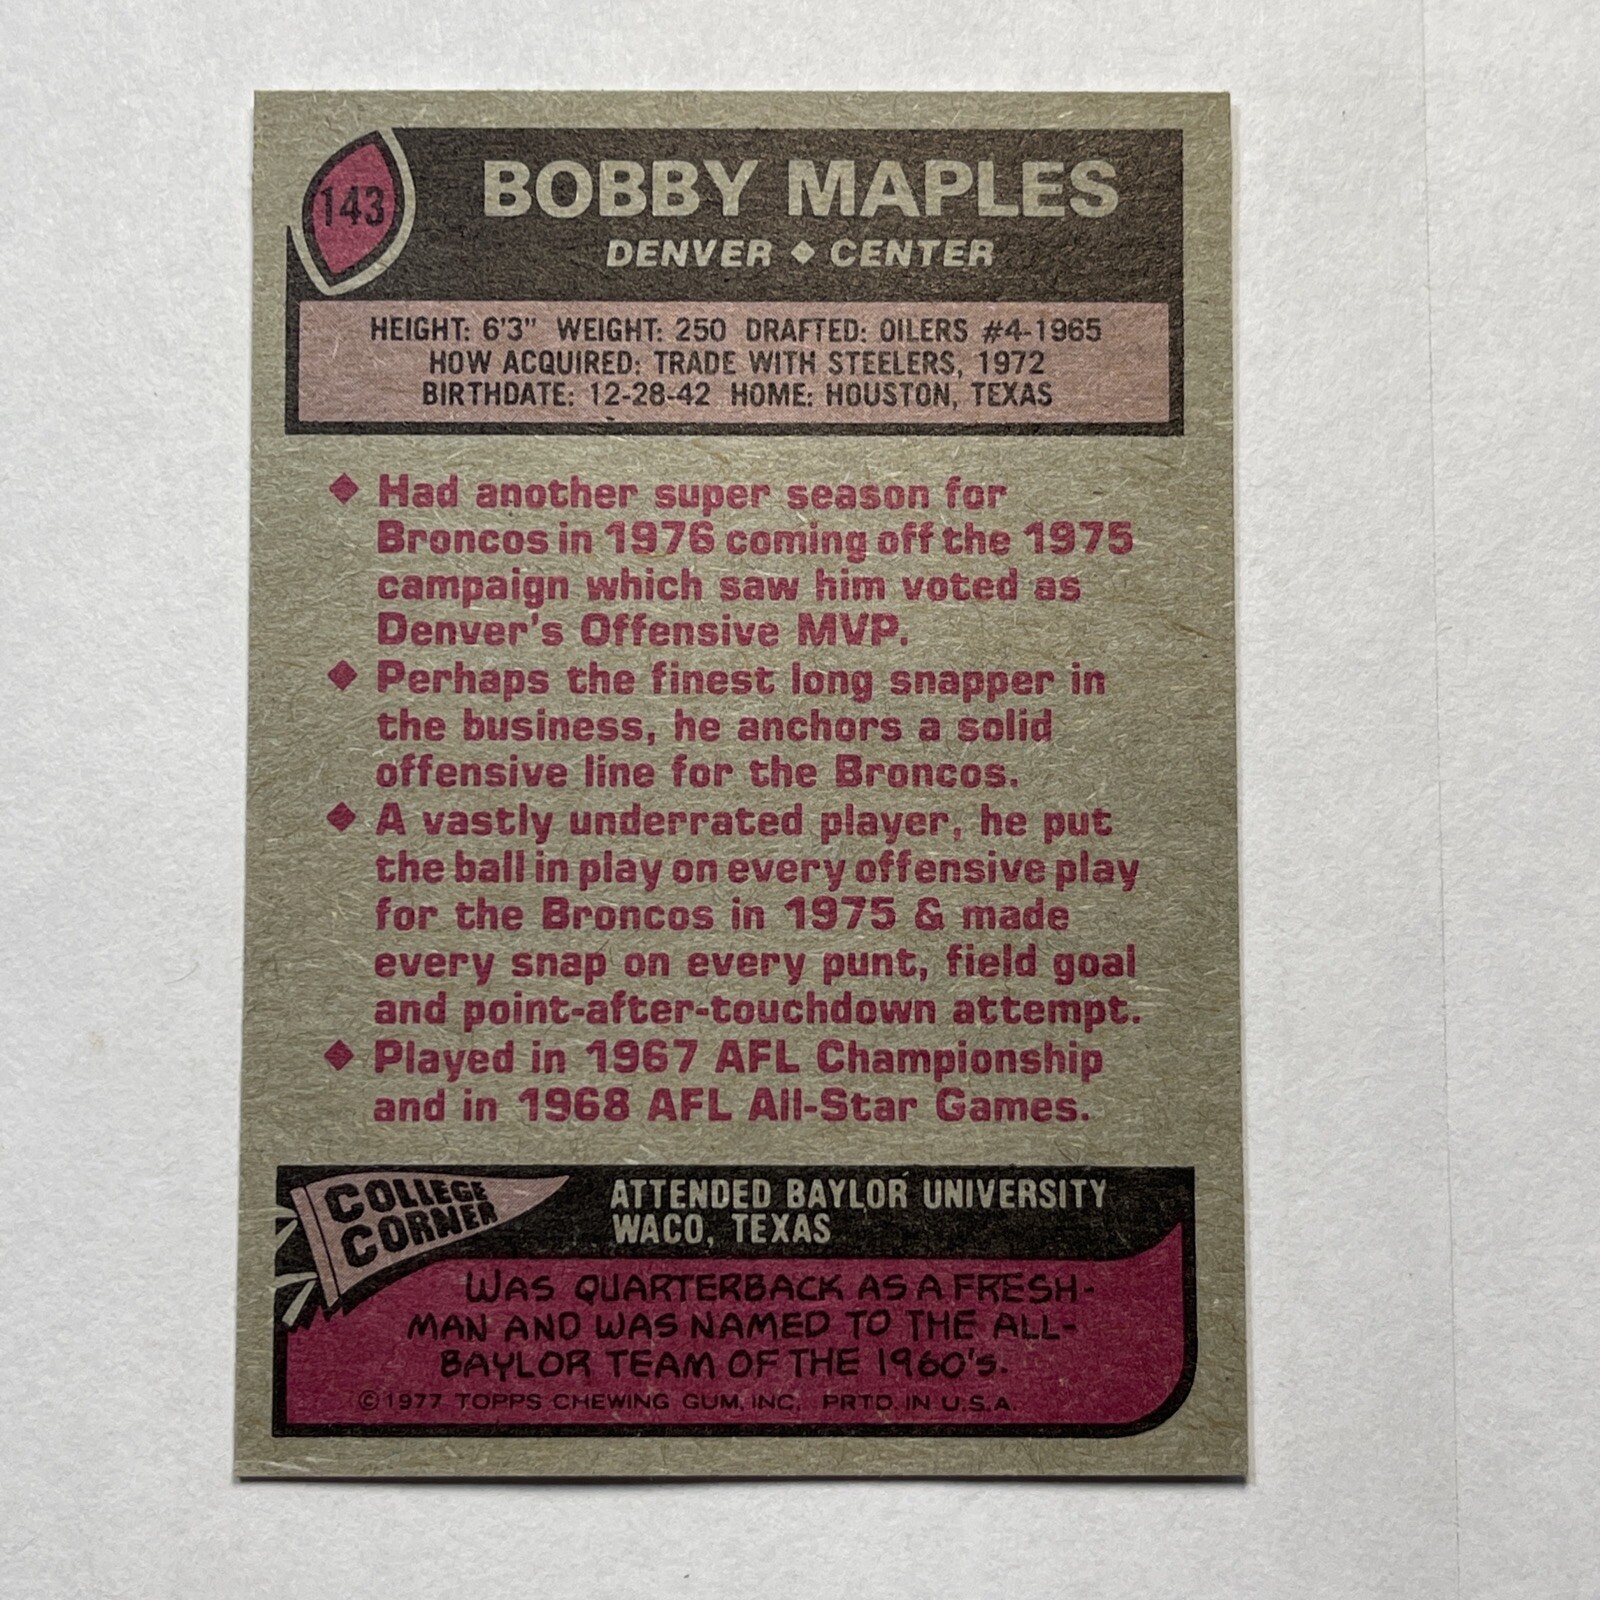 143
BOBBY MAPLES
DENVER ◆ CENTER
HEIGHT: 6'3" WEIGHT: 250 DRAFTED: OILERS #4-1965
HOW ACQUIRED: TRADE WITH STEELERS, 1972
BIRTHDATE: 12-28-42 HOME: HOUSTON, TEXAS
◆ Had another super season for
Broncos in 1976 coming off the 1975
campaign which saw him voted as
Denver's Offensive MVP.
◆ Perhaps the finest long snapper in
the business, he anchors a solid
offensive line for the Broncos.
◆ A vastly underrated player, he put
the ball in play on every offensive play
for the Broncos in 1975 & made
every snap on every punt, field goal
and point-after-touchdown attempt.
◆ Played in 1967 AFL Championship
and in 1968 AFL All-Star Games.
COLLEGE
CORNER
ATTENDED BAYLOR UNIVERSITY
WACO, TEXAS
WAS QUARTERBACK AS A FRESH-
MAN AND WAS NAMED TO THE ALL-
BAYLOR TEAM OF THE 1960's.
©1977 TOPPS CHEWING GUM, INC. PRTD. IN U.S.A.